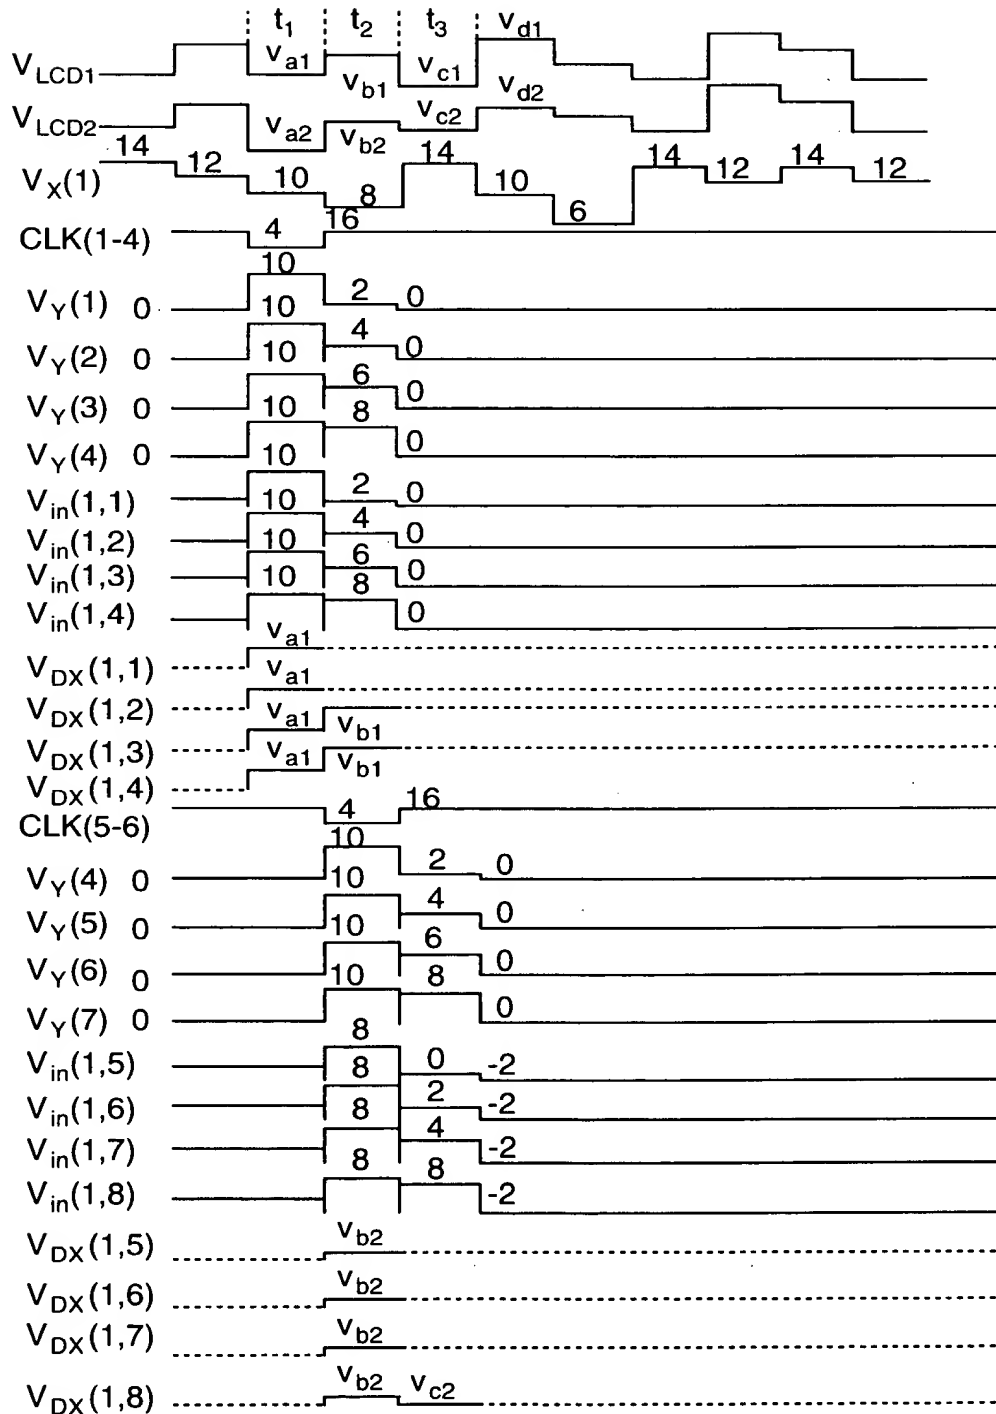 t1 t2 t3 vd1
VLCD1 va1 vb1 vc1
VLCD2 va2 vb2 vc2 vd2
VX(1) 14 12 10 8 14 10 6 14 12 14 12
CLK(1-4) 4 16
VY(1) 0 10 2 0
VY(2) 0 10 4 0
VY(3) 0 10 6 0
VY(4) 0 10 8 0
Vin(1,1) 10 2 0
Vin(1,2) 10 4 0
Vin(1,3) 10 6 0
Vin(1,4) 10 8 0
VDX(1,1) va1
VDX(1,2) va1
VDX(1,3) va1 vb1
VDX(1,4) va1 vb1
CLK(5-6) 4 16
VY(4) 0 10 2 0
VY(5) 0 10 4 0
VY(6) 0 10 6 0
VY(7) 0 10 8 0
Vin(1,5) 8 0 -2
Vin(1,6) 8 2 -2
Vin(1,7) 8 4 -2
Vin(1,8) 8 8 -2
VDX(1,5) vb2
VDX(1,6) vb2
VDX(1,7) vb2
VDX(1,8) vb2 vc2